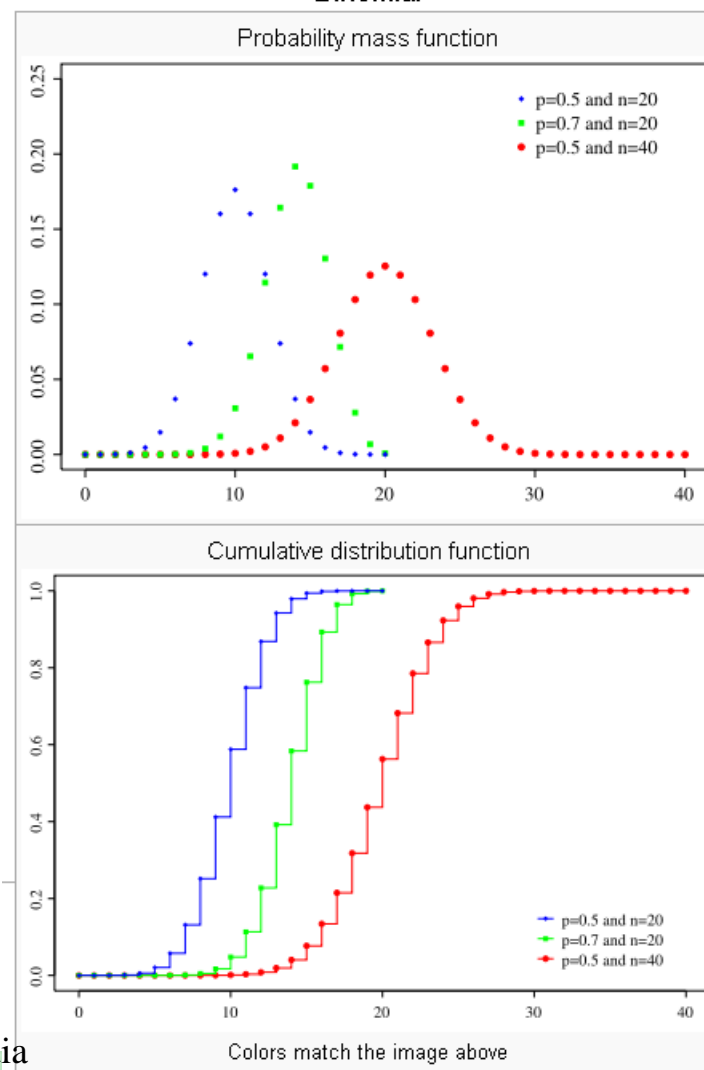 Probability mass function
0.25
0.20
0.15
0.10
0.05
0.00
p=0.5 and n=20
p=0.7 and n=20
p=0.5 and n=40
0 10 20 30 40
Cumulative distribution function
1.0
0.8
0.6
0.4
0.2
0.0
p=0.5 and n=20
p=0.7 and n=20
p=0.5 and n=40
0 10 20 30 40
ia
Colors match the image above